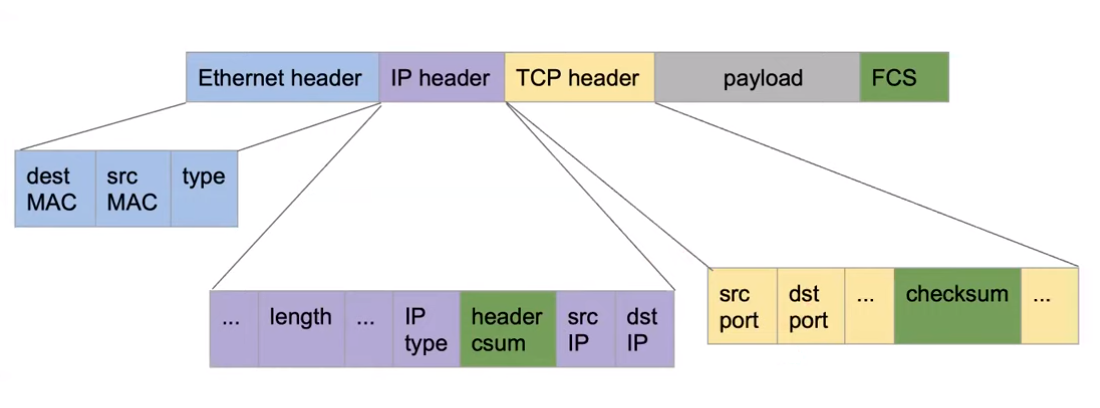 Ethernet header IP header TCP header payload FCS
dest MAC src MAC type
... length ... IP type header csum src IP dst IP
src port dst port ... checksum ...